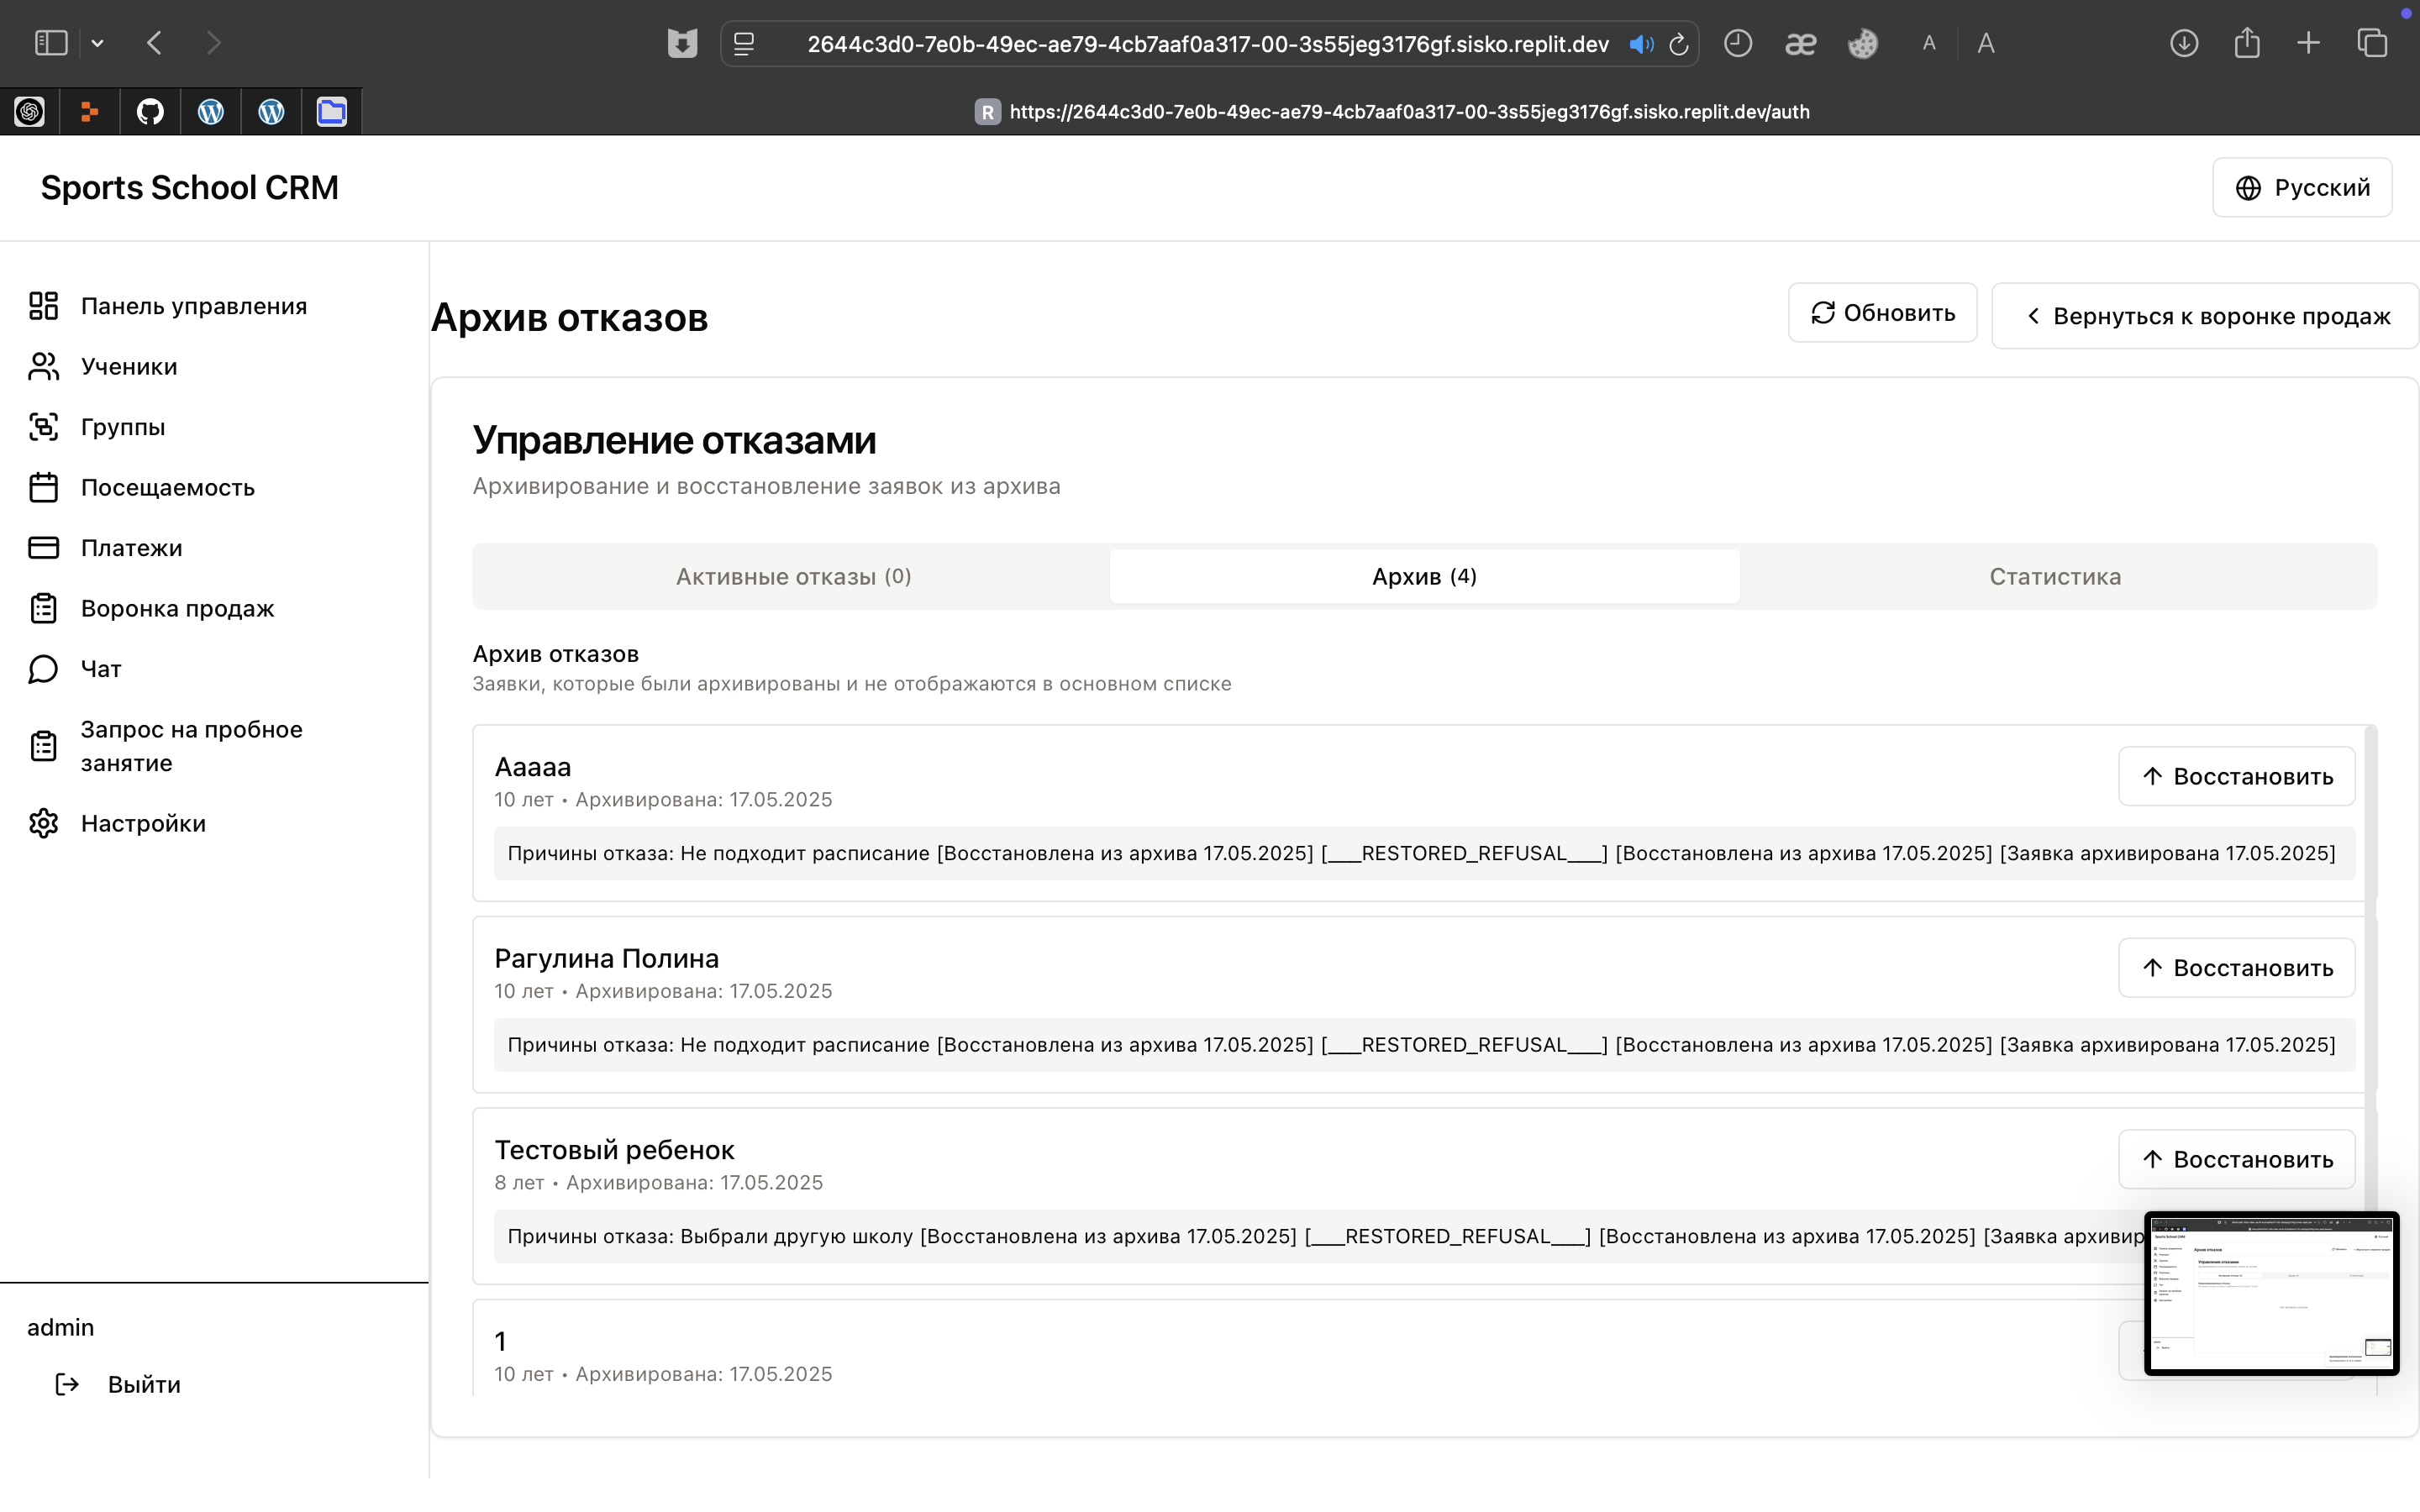 2644c3d0-7e0b-49ec-ae79-4cb7aaf0a317-00-3s55jeg3176gf.sisko.replit.dev
A A
R https://2644c3d0-7e0b-49ec-ae79-4cb7aaf0a317-00-3s55jeg3176gf.sisko.replit.dev/auth
Sports School CRM
Русский
Панель управления
Ученики
Группы
Посещаемость
Платежи
Воронка продаж
Чат
Запрос на пробное
занятие
Настройки
admin
Выйти
Архив отказов
Обновить
Вернуться к воронке продаж
Управление отказами
Архивирование и восстановление заявок из архива
Активные отказы (0)
Архив (4)
Статистика
Архив отказов
Заявки, которые были архивированы и не отображаются в основном списке
Ааааа
10 лет • Архивирована: 17.05.2025
Восстановить
Причины отказа: Не подходит расписание [Восстановлена из архива 17.05.2025] [___RESTORED_REFUSAL___] [Восстановлена из архива 17.05.2025] [Заявка архивирована 17.05.2025]
Рагулина Полина
10 лет • Архивирована: 17.05.2025
Восстановить
Причины отказа: Не подходит расписание [Восстановлена из архива 17.05.2025] [___RESTORED_REFUSAL___] [Восстановлена из архива 17.05.2025] [Заявка архивирована 17.05.2025]
Тестовый ребенок
8 лет • Архивирована: 17.05.2025
Восстановить
Причины отказа: Выбрали другую школу [Восстановлена из архива 17.05.2025] [___RESTORED_REFUSAL___] [Восстановлена из архива 17.05.2025] [Заявка архивир
1
10 лет • Архивирована: 17.05.2025